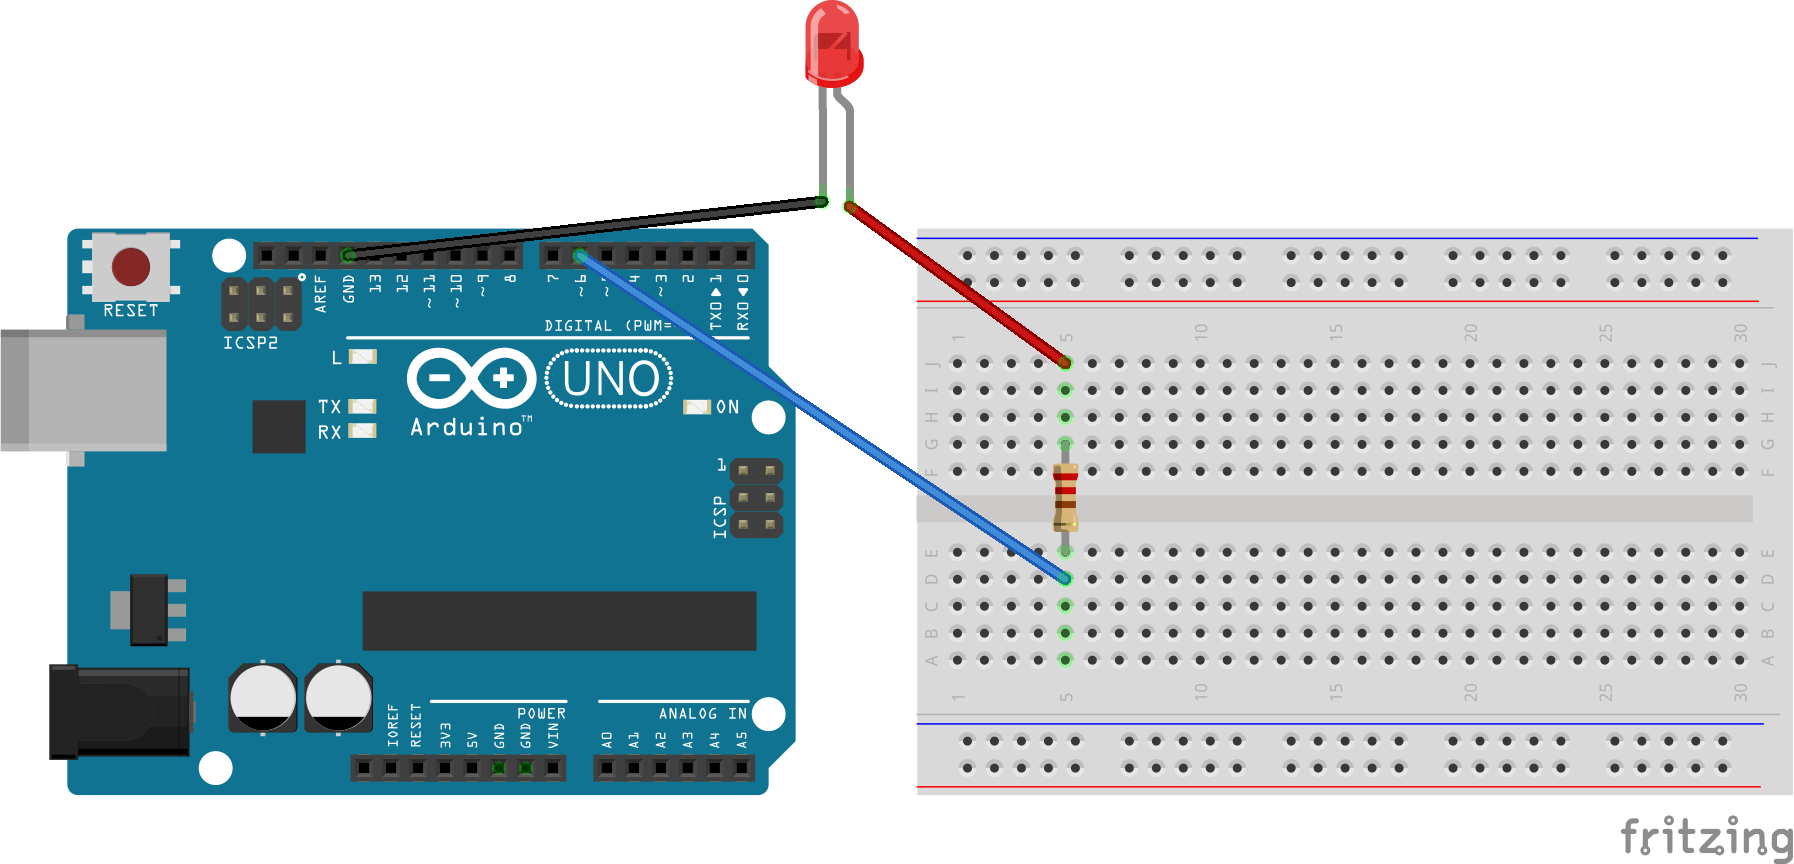 RESET
ICSP2
AREF
GND
13
12
~11
~10
~9
8
7
~6
~5
4
~3
2
TX0▶1
RX0◀0
DIGITAL (PWM=
L
TX
RX
UNO
Arduino™
ON
1
ICSP
IOREF
RESET
3V3
5V
GND
GND
VIN
POWER
A0
A1
A2
A3
A4
A5
ANALOG IN
1 5 10 15 20 25 30
J J
I I
H H
G G
F F
E E
D D
C C
B B
A A
1 5 10 15 20 25 30
fritzing